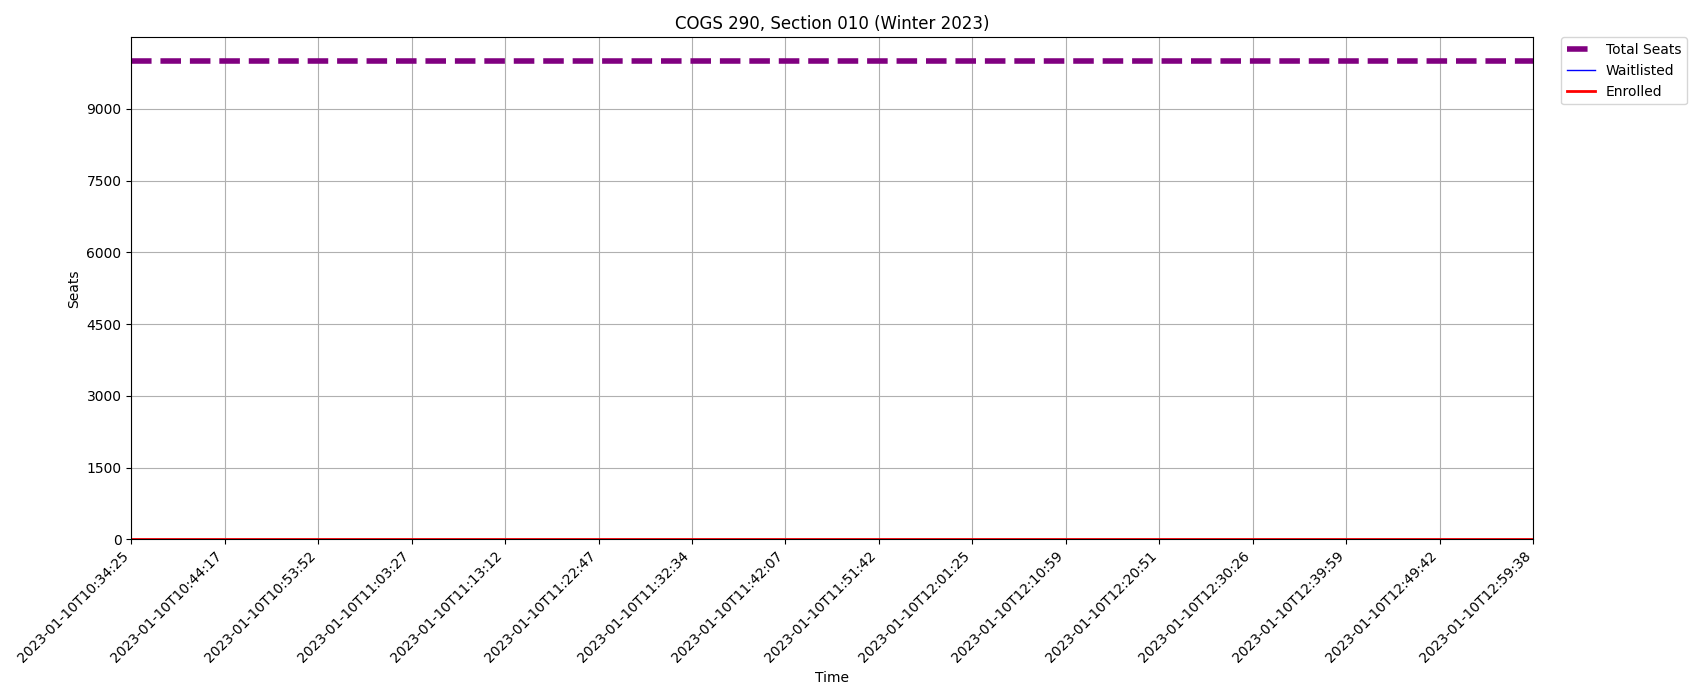 COGS 290, Section 010 (Winter 2023)
Total Seats
Waitlisted
Enrolled
9000
7500
6000
4500
3000
1500
0
Seats
2023-01-10T10:34:25
2023-01-10T10:44:17
2023-01-10T10:53:52
2023-01-10T11:03:27
2023-01-10T11:13:12
2023-01-10T11:22:47
2023-01-10T11:32:34
2023-01-10T11:42:07
2023-01-10T11:51:42
2023-01-10T12:01:25
2023-01-10T12:10:59
2023-01-10T12:20:51
2023-01-10T12:30:26
2023-01-10T12:39:59
2023-01-10T12:49:42
2023-01-10T12:59:38
Time